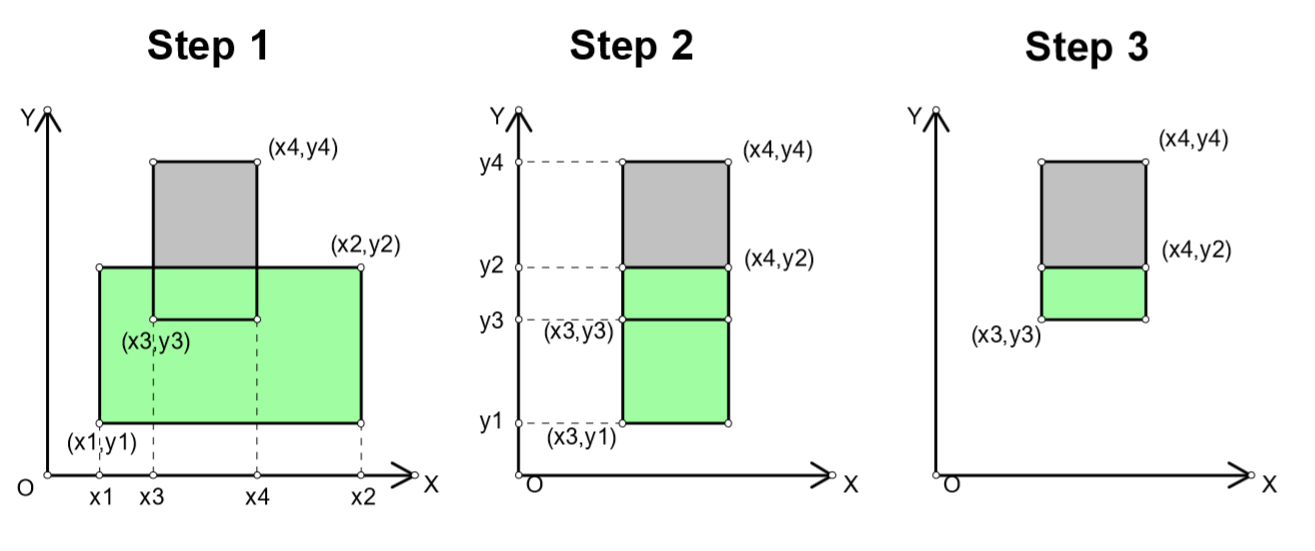 Step 1
Y
(x4,y4)
(x2,y2)
(x3,y3)
(x1,y1)
O
x1
x3
x4
x2
X
Step 2
Y
y4
(x4,y4)
y2
(x4,y2)
y3
(x3,y3)
y1
(x3,y1)
O
X
Step 3
Y
(x4,y4)
(x4,y2)
(x3,y3)
O
X